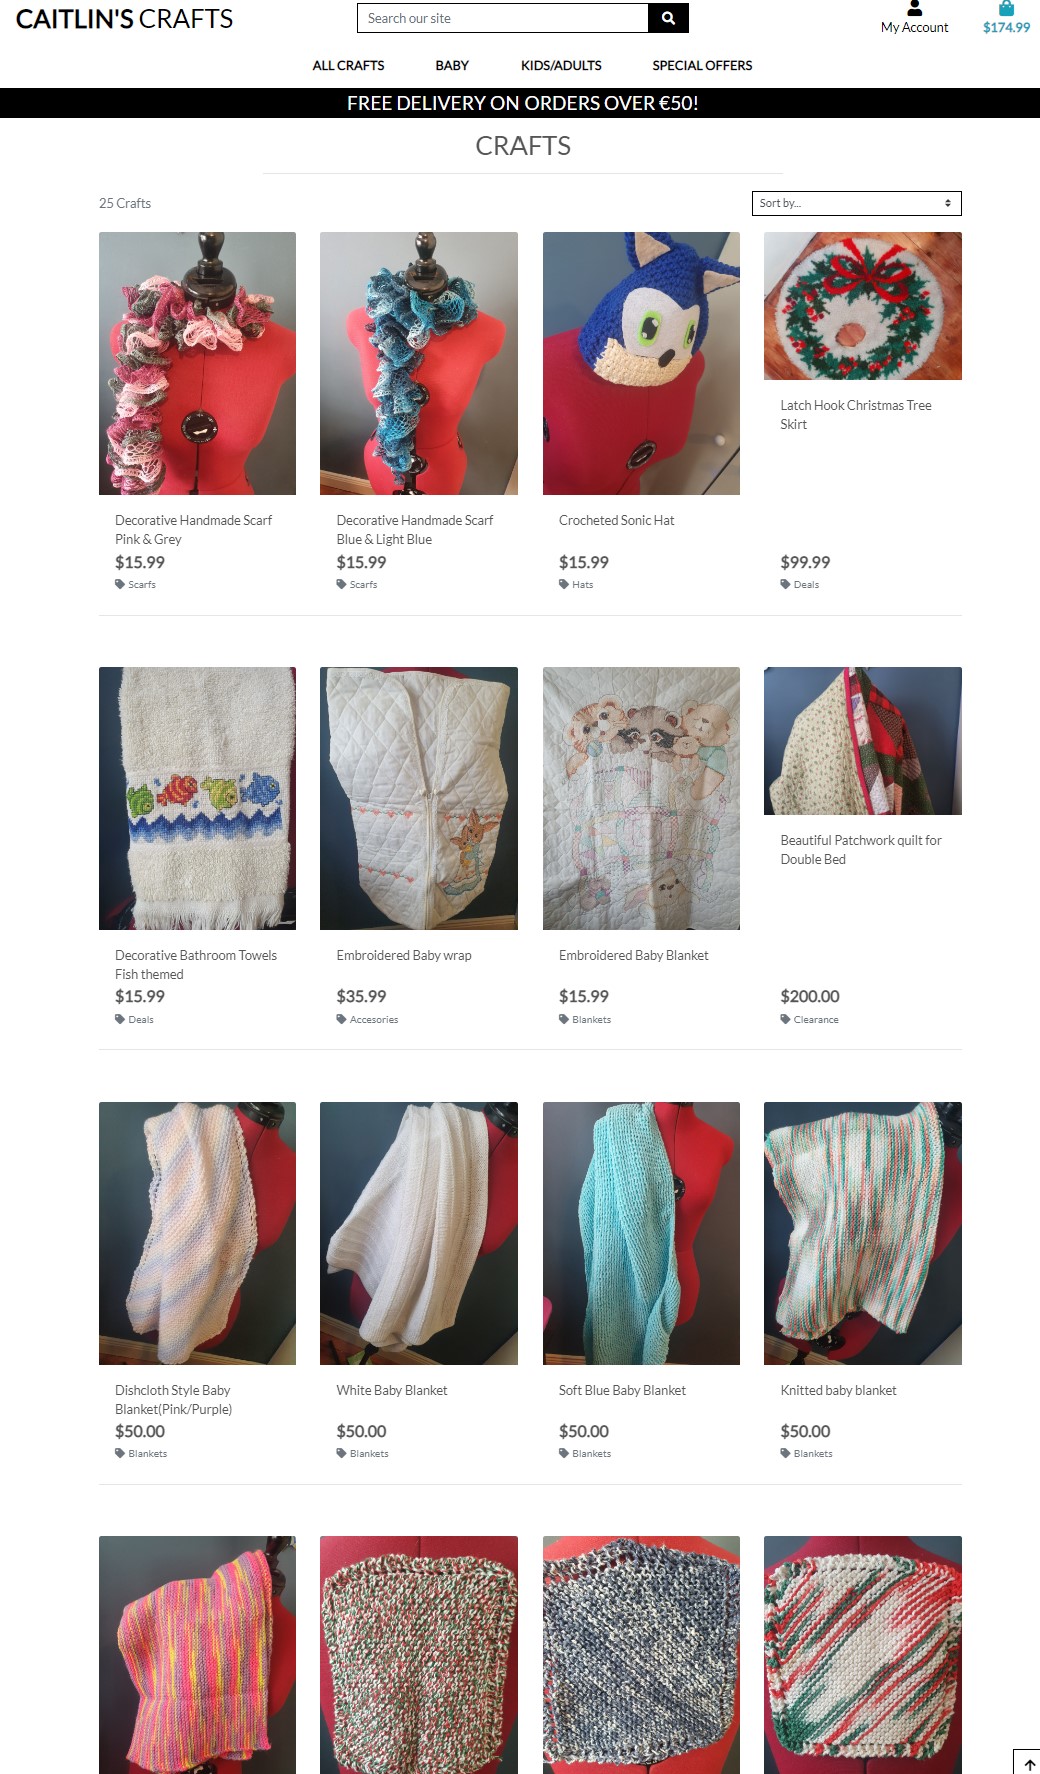 CAITLIN'S CRAFTS
Search our site
My Account
$174.99
ALL CRAFTS
BABY
KIDS/ADULTS
SPECIAL OFFERS
FREE DELIVERY ON ORDERS OVER €50!
CRAFTS
25 Crafts
Sort by...
Decorative Handmade Scarf
Pink & Grey
$15.99
Scarfs
Decorative Handmade Scarf
Blue & Light Blue
$15.99
Scarfs
Crocheted Sonic Hat
$15.99
Hats
Latch Hook Christmas Tree
Skirt
$99.99
Deals
Decorative Bathroom Towels
Fish themed
$15.99
Deals
Embroidered Baby wrap
$35.99
Accesories
Embroidered Baby Blanket
$15.99
Blankets
Beautiful Patchwork quilt for
Double Bed
$200.00
Clearance
Dishcloth Style Baby
Blanket(Pink/Purple)
$50.00
Blankets
White Baby Blanket
$50.00
Blankets
Soft Blue Baby Blanket
$50.00
Blankets
Knitted baby blanket
$50.00
Blankets